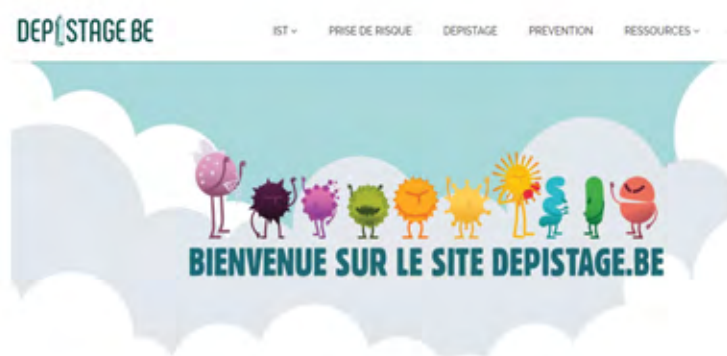 DEPISTAGE BE
IST PRISE DE RISQUE DEPISTAGE PREVENTION RESSOURCES
BIENVENUE SUR LE SITE DEPISTAGE.BE